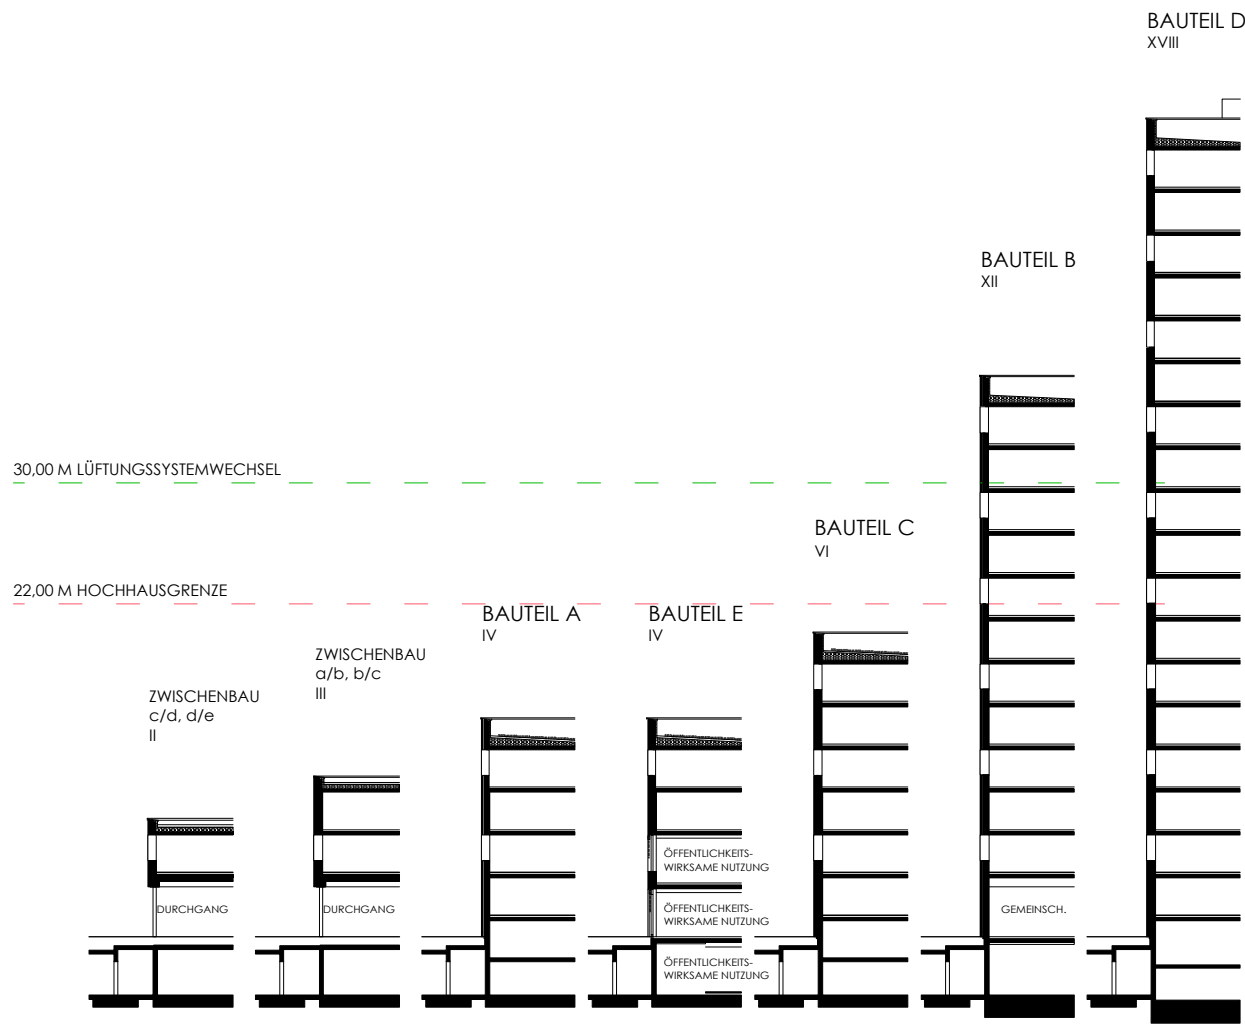 BAUTEIL D
XVIII
BAUTEIL B
XII
30,00 M LÜFTUNGSSYSTEMWECHSEL
BAUTEIL C
VI
22,00 M HOCHHAUSGRENZE
BAUTEIL A
IV
BAUTEIL E
IV
ZWISCHENBAU
a/b, b/c
III
ZWISCHENBAU
c/d, d/e
II
ÖFFENTLICHKEITS-
WIRKSAME NUTZUNG
DURCHGANG
DURCHGANG
ÖFFENTLICHKEITS-
WIRKSAME NUTZUNG
GEMEINSCH.
ÖFFENTLICHKEITS-
WIRKSAME NUTZUNG